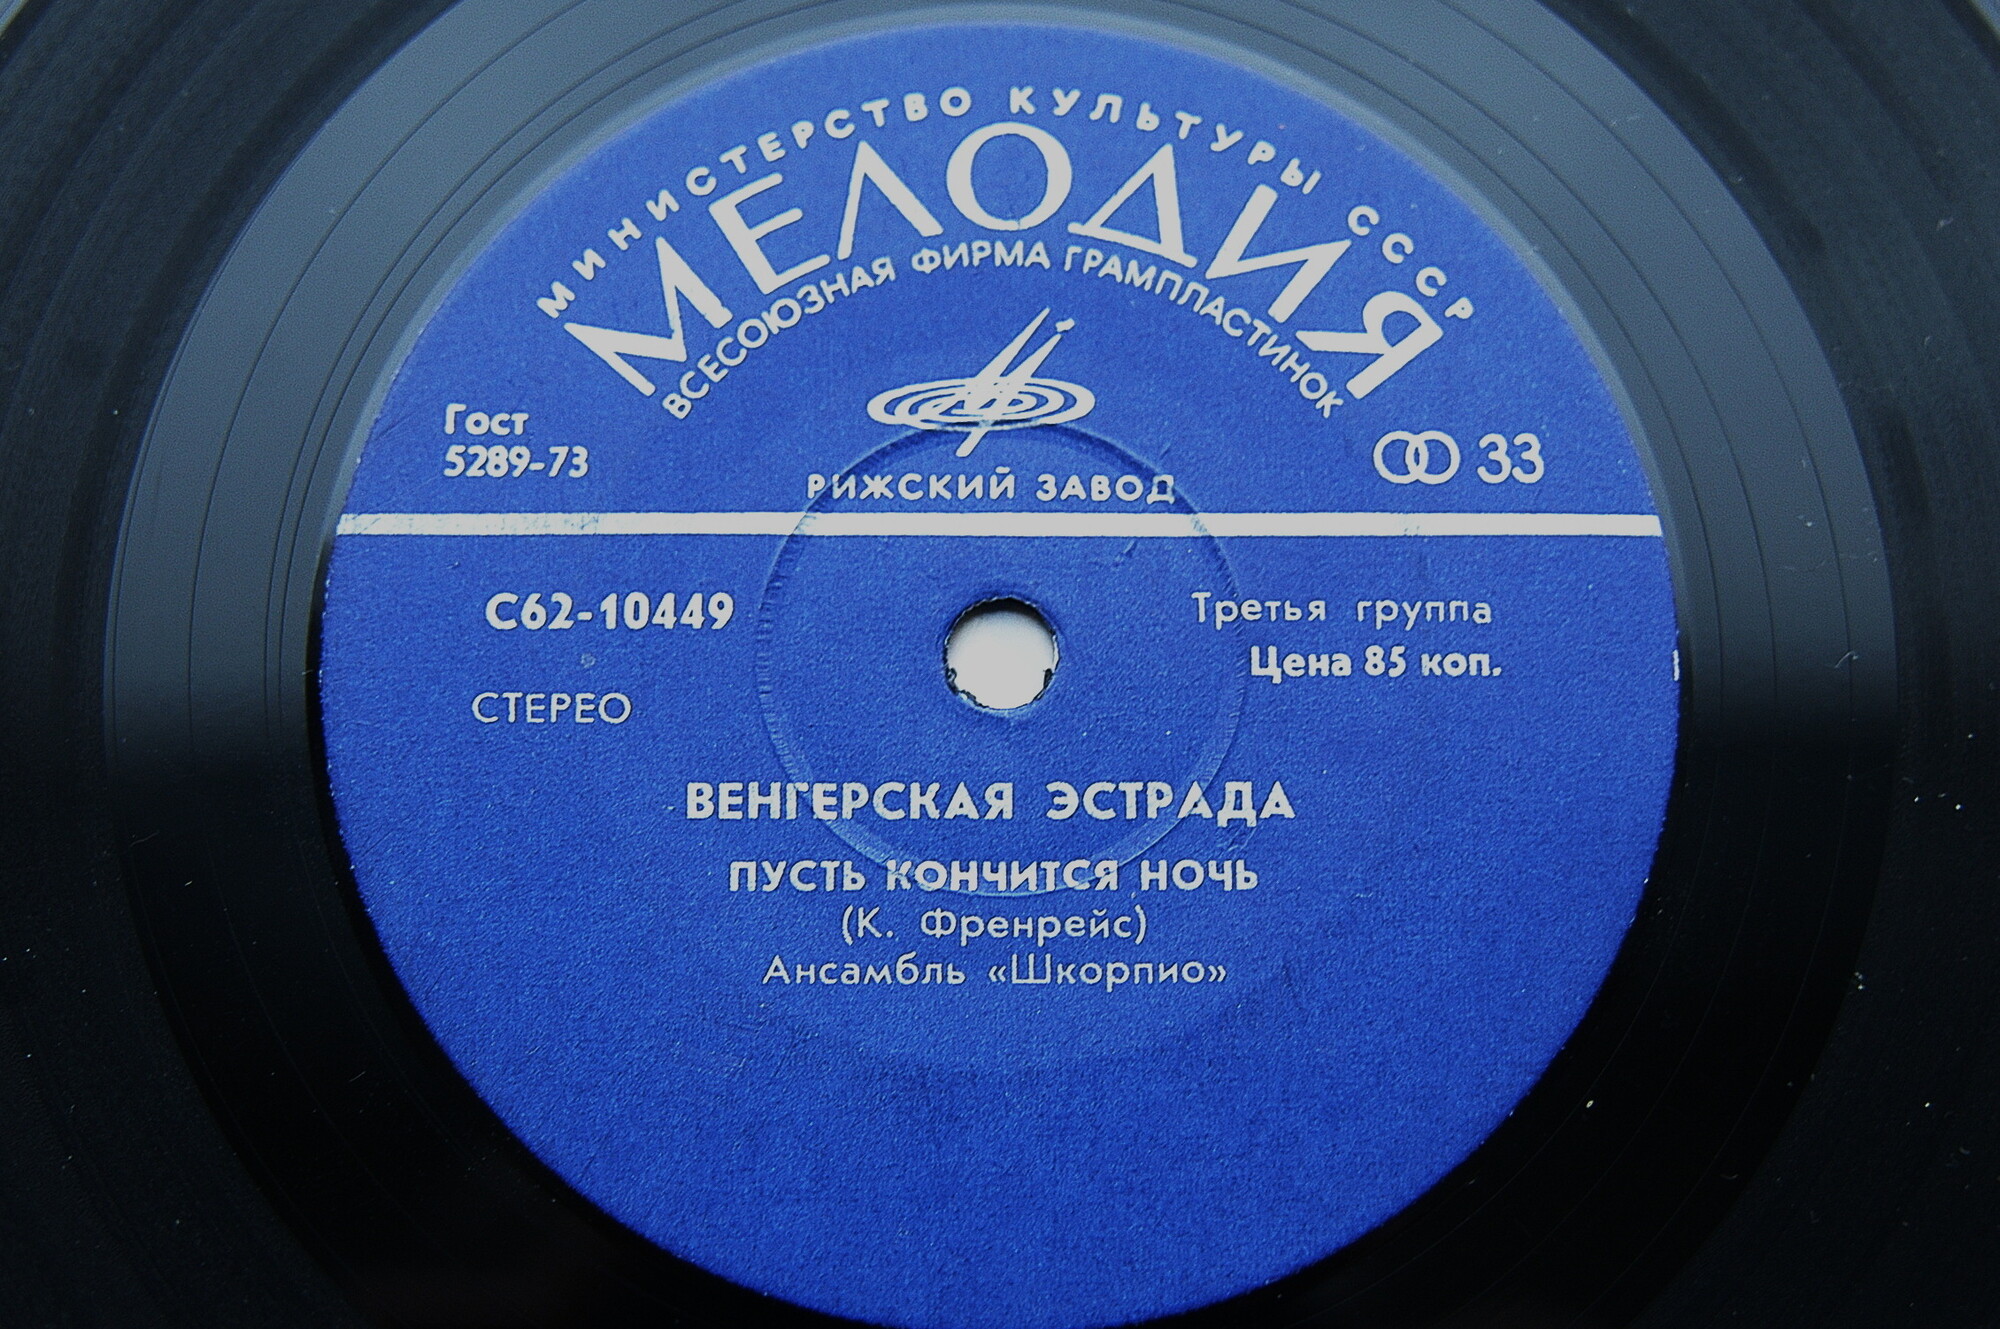 МИНИСТЕРСТВО КУЛЬТУРЫ СССР
МЕЛОДИЯ
ВСЕСОЮЗНАЯ ФИРМА ГРАМПЛАСТИНОК
Гост
5289-73
33
РИЖСКИЙ ЗАВОД
С62-10449
Третья группа
Цена 85 коп.
СТЕРЕО
ВЕНГЕРСКАЯ ЭСТРАДА
ПУСТЬ КОНЧИТСЯ НОЧЬ
(К. Френрейс)
Ансамбль «Шкорпио»